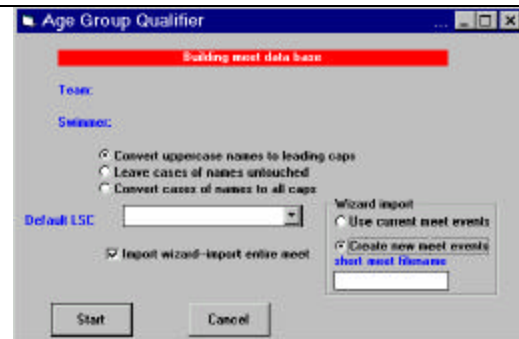 Age Group Qualifier
Building meet data base
Team:
Swimmer:
Convert uppercase names to leading caps
Leave cases of names untouched
Convert cases of names to all caps
Default LSC
Import wizard-import entire meet
Wizard import
Use current meet events
Create new meet events
short meet filename
Start
Cancel